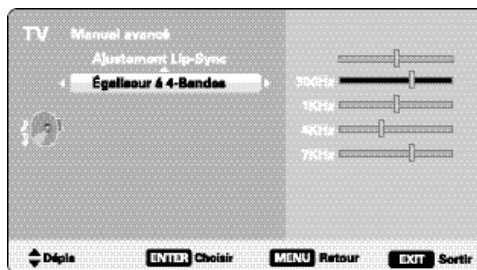 TV Manuel avancé
Ajustament Lip-Sync
Égaliseur á 4-Bandes
300Hz
1KHz
4KHz
7KHz
Dépla ENTER Choisir MENU Retour EXIT Sortir